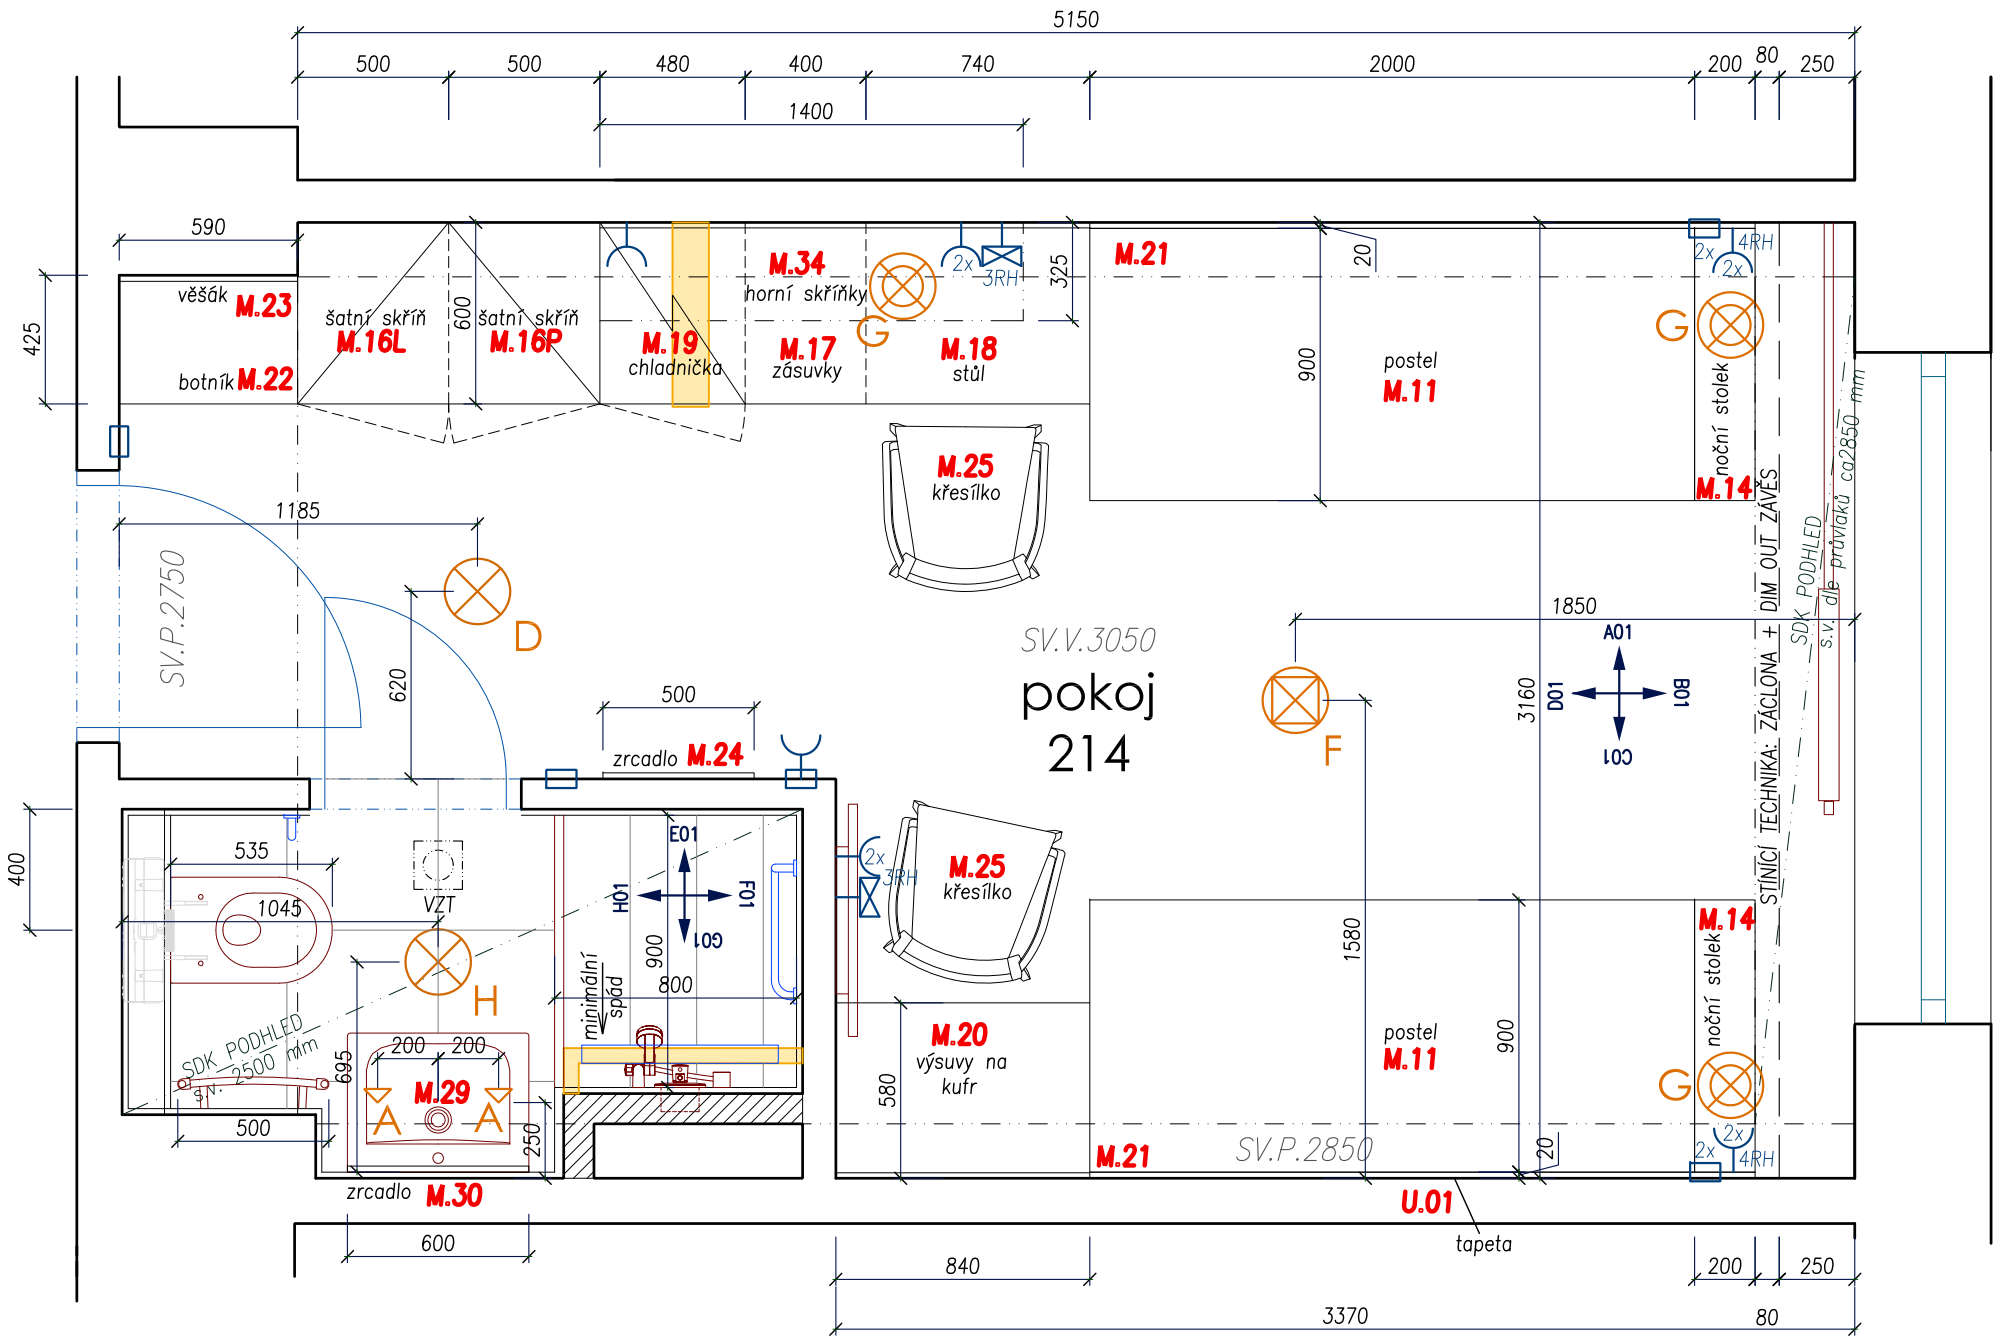 5150
500 500 480 400 740 2000 200 80 250
1400
590
425
věšák M.23
botník M.22
šatní skříň
M.16L
600
šatní skříň
M.16P
M.19
chladnička
M.34
horní skříňky
M.17
zásuvky
G
2x
3RH
M.18
stůl
325
M.21
20
900
postel
M.11
2x
4RH
2x
G
noční stolek
M.14
M.25
křesílko
1185
SV.P.2750
D
620
500
zrcadlo M.24
SV.V.3050
pokoj
214
F
1850
3160
A01
B01
C01
D01
STÍNÍCÍ TECHNIKA: ZÁCLONA + DIM OUT ZÁVĚS
SDK PODHLED
s.v. dle průvlaků ca2850 mm
400
535
1045
VZT
H
E01
F01
G01
H01
900
800
minimální
spád
2x
3RH
M.25
křesílko
1580
SDK PODHLED
s.v. 2500 mm
695
200 200
M.29
A A
500
250
zrcadlo M.30
600
M.20
výsuvy na
kufr
580
postel
M.11
900
M.14
noční stolek
G
2x
2x
4RH
M.21
SV.P.2850
20
U.01
tapeta
840
200 250
3370
80